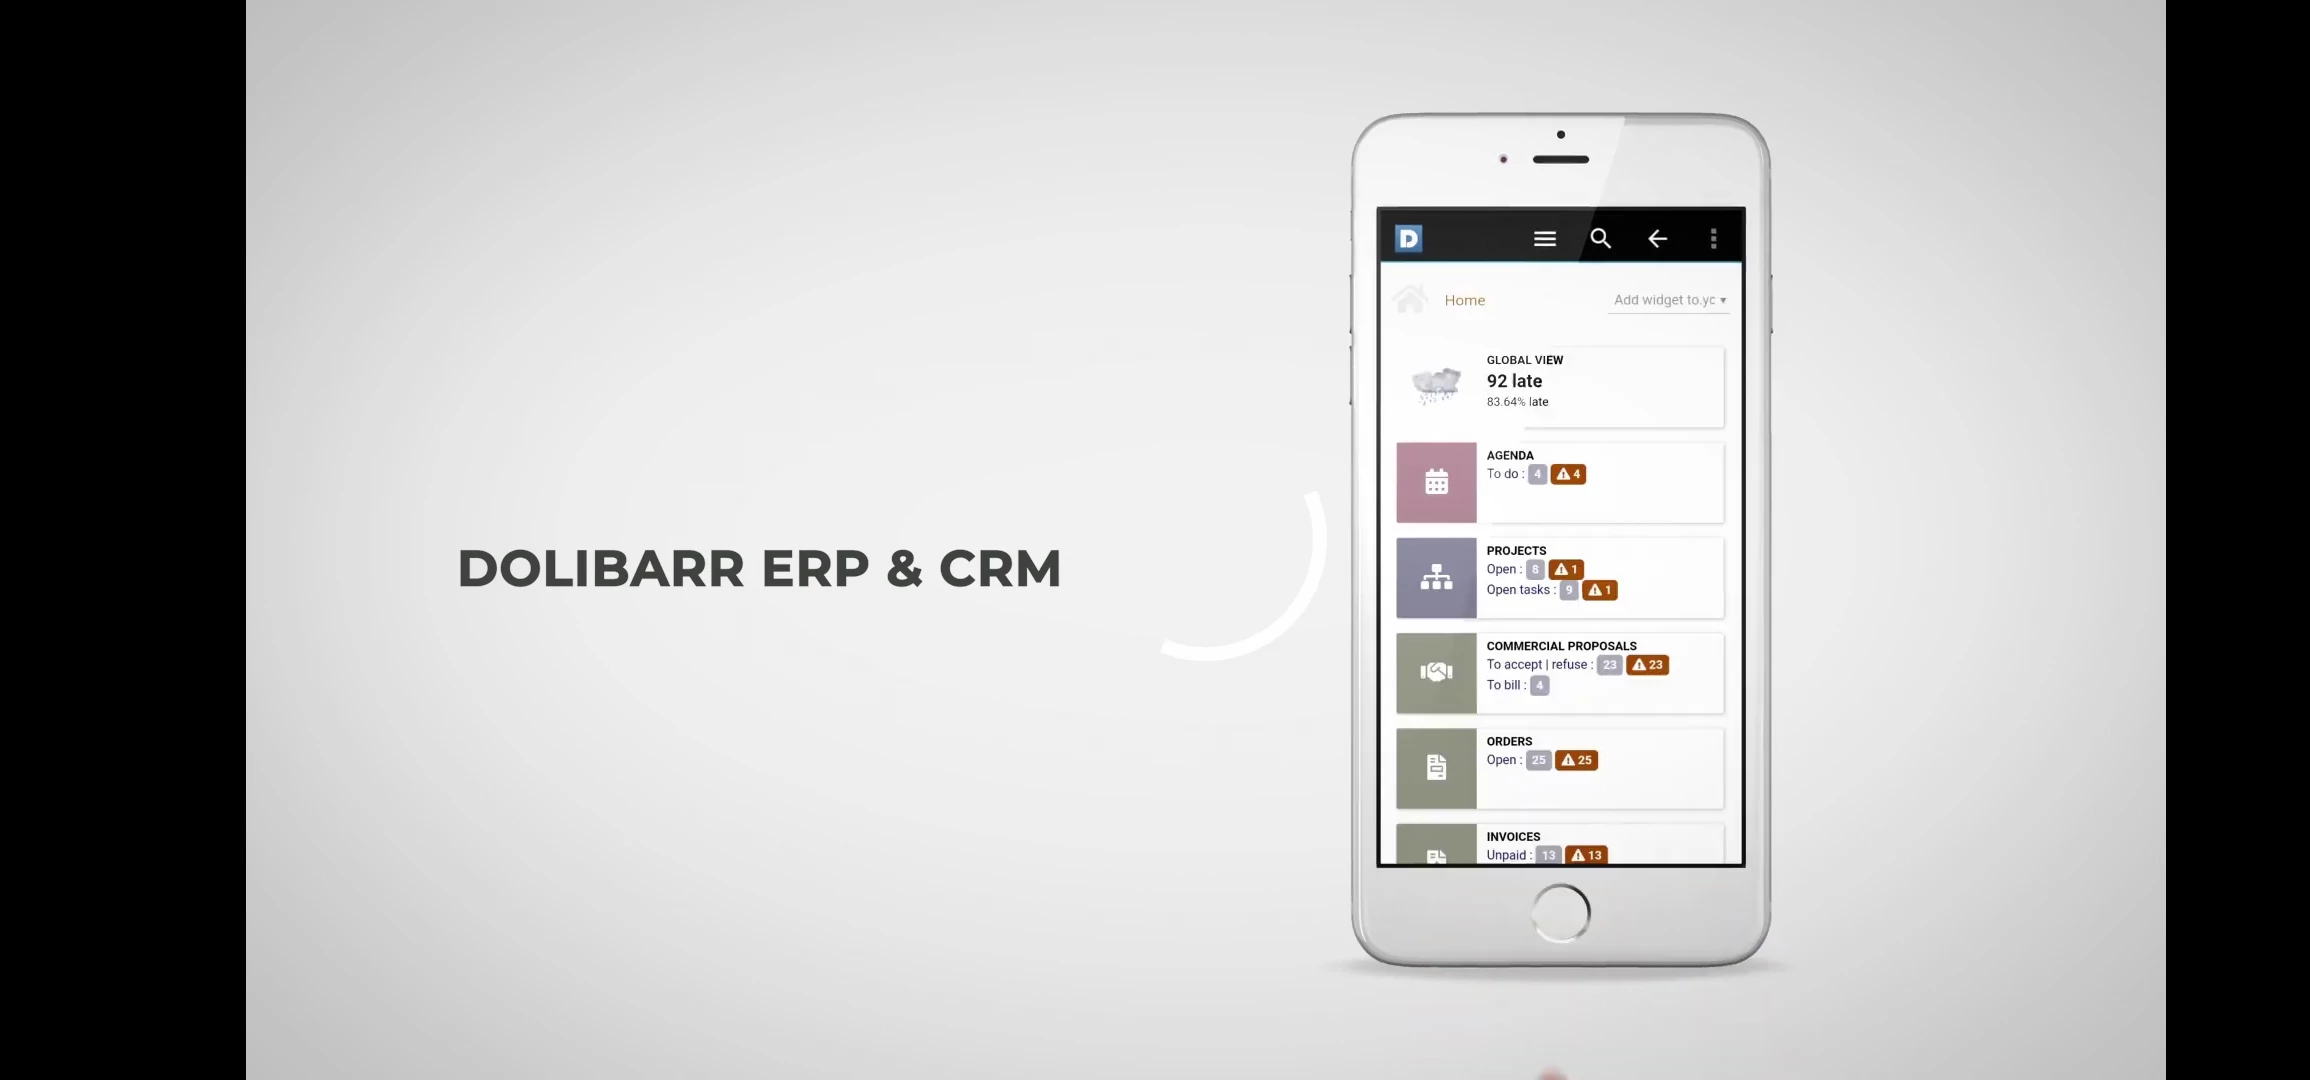 DOLIBARR ERP & CRM
D
Home
Add widget to.yc
GLOBAL VIEW
92 late
83.64% late
AGENDA
To do : 4 4
PROJECTS
Open : 8 1
Open tasks : 9 1
COMMERCIAL PROPOSALS
To accept | refuse : 23 23
To bill : 4
ORDERS
Open : 25 25
INVOICES
Unpaid : 13 13